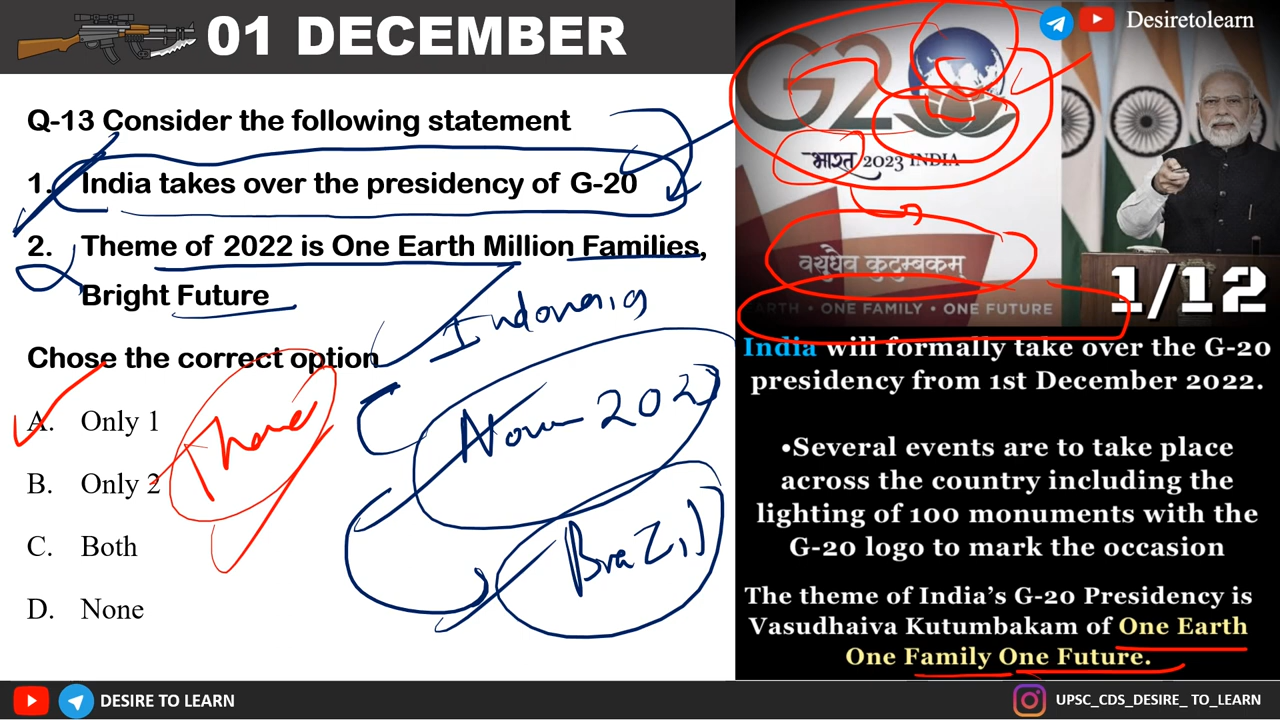 01 DECEMBER
Q-13 Consider the following statement
1. India takes over the presidency of G-20
2. Theme of 2022 is One Earth Million Families,
Bright Future
Chose the correct option
A. Only 1
B. Only 2
C. Both
D. None
Indonesia
Brazil
Desiretolearn
G20
भारत 2023 INDIA
वसुधैव कुटुम्बकम्
EARTH • ONE FAMILY • ONE FUTURE
1/12
India will formally take over the G-20
presidency from 1st December 2022.
•Several events are to take place
across the country including the
lighting of 100 monuments with the
G-20 logo to mark the occasion
The theme of India's G-20 Presidency is
Vasudhaiva Kutumbakam of One Earth
One Family One Future.
DESIRE TO LEARN
UPSC_CDS_DESIRE_ TO_LEARN